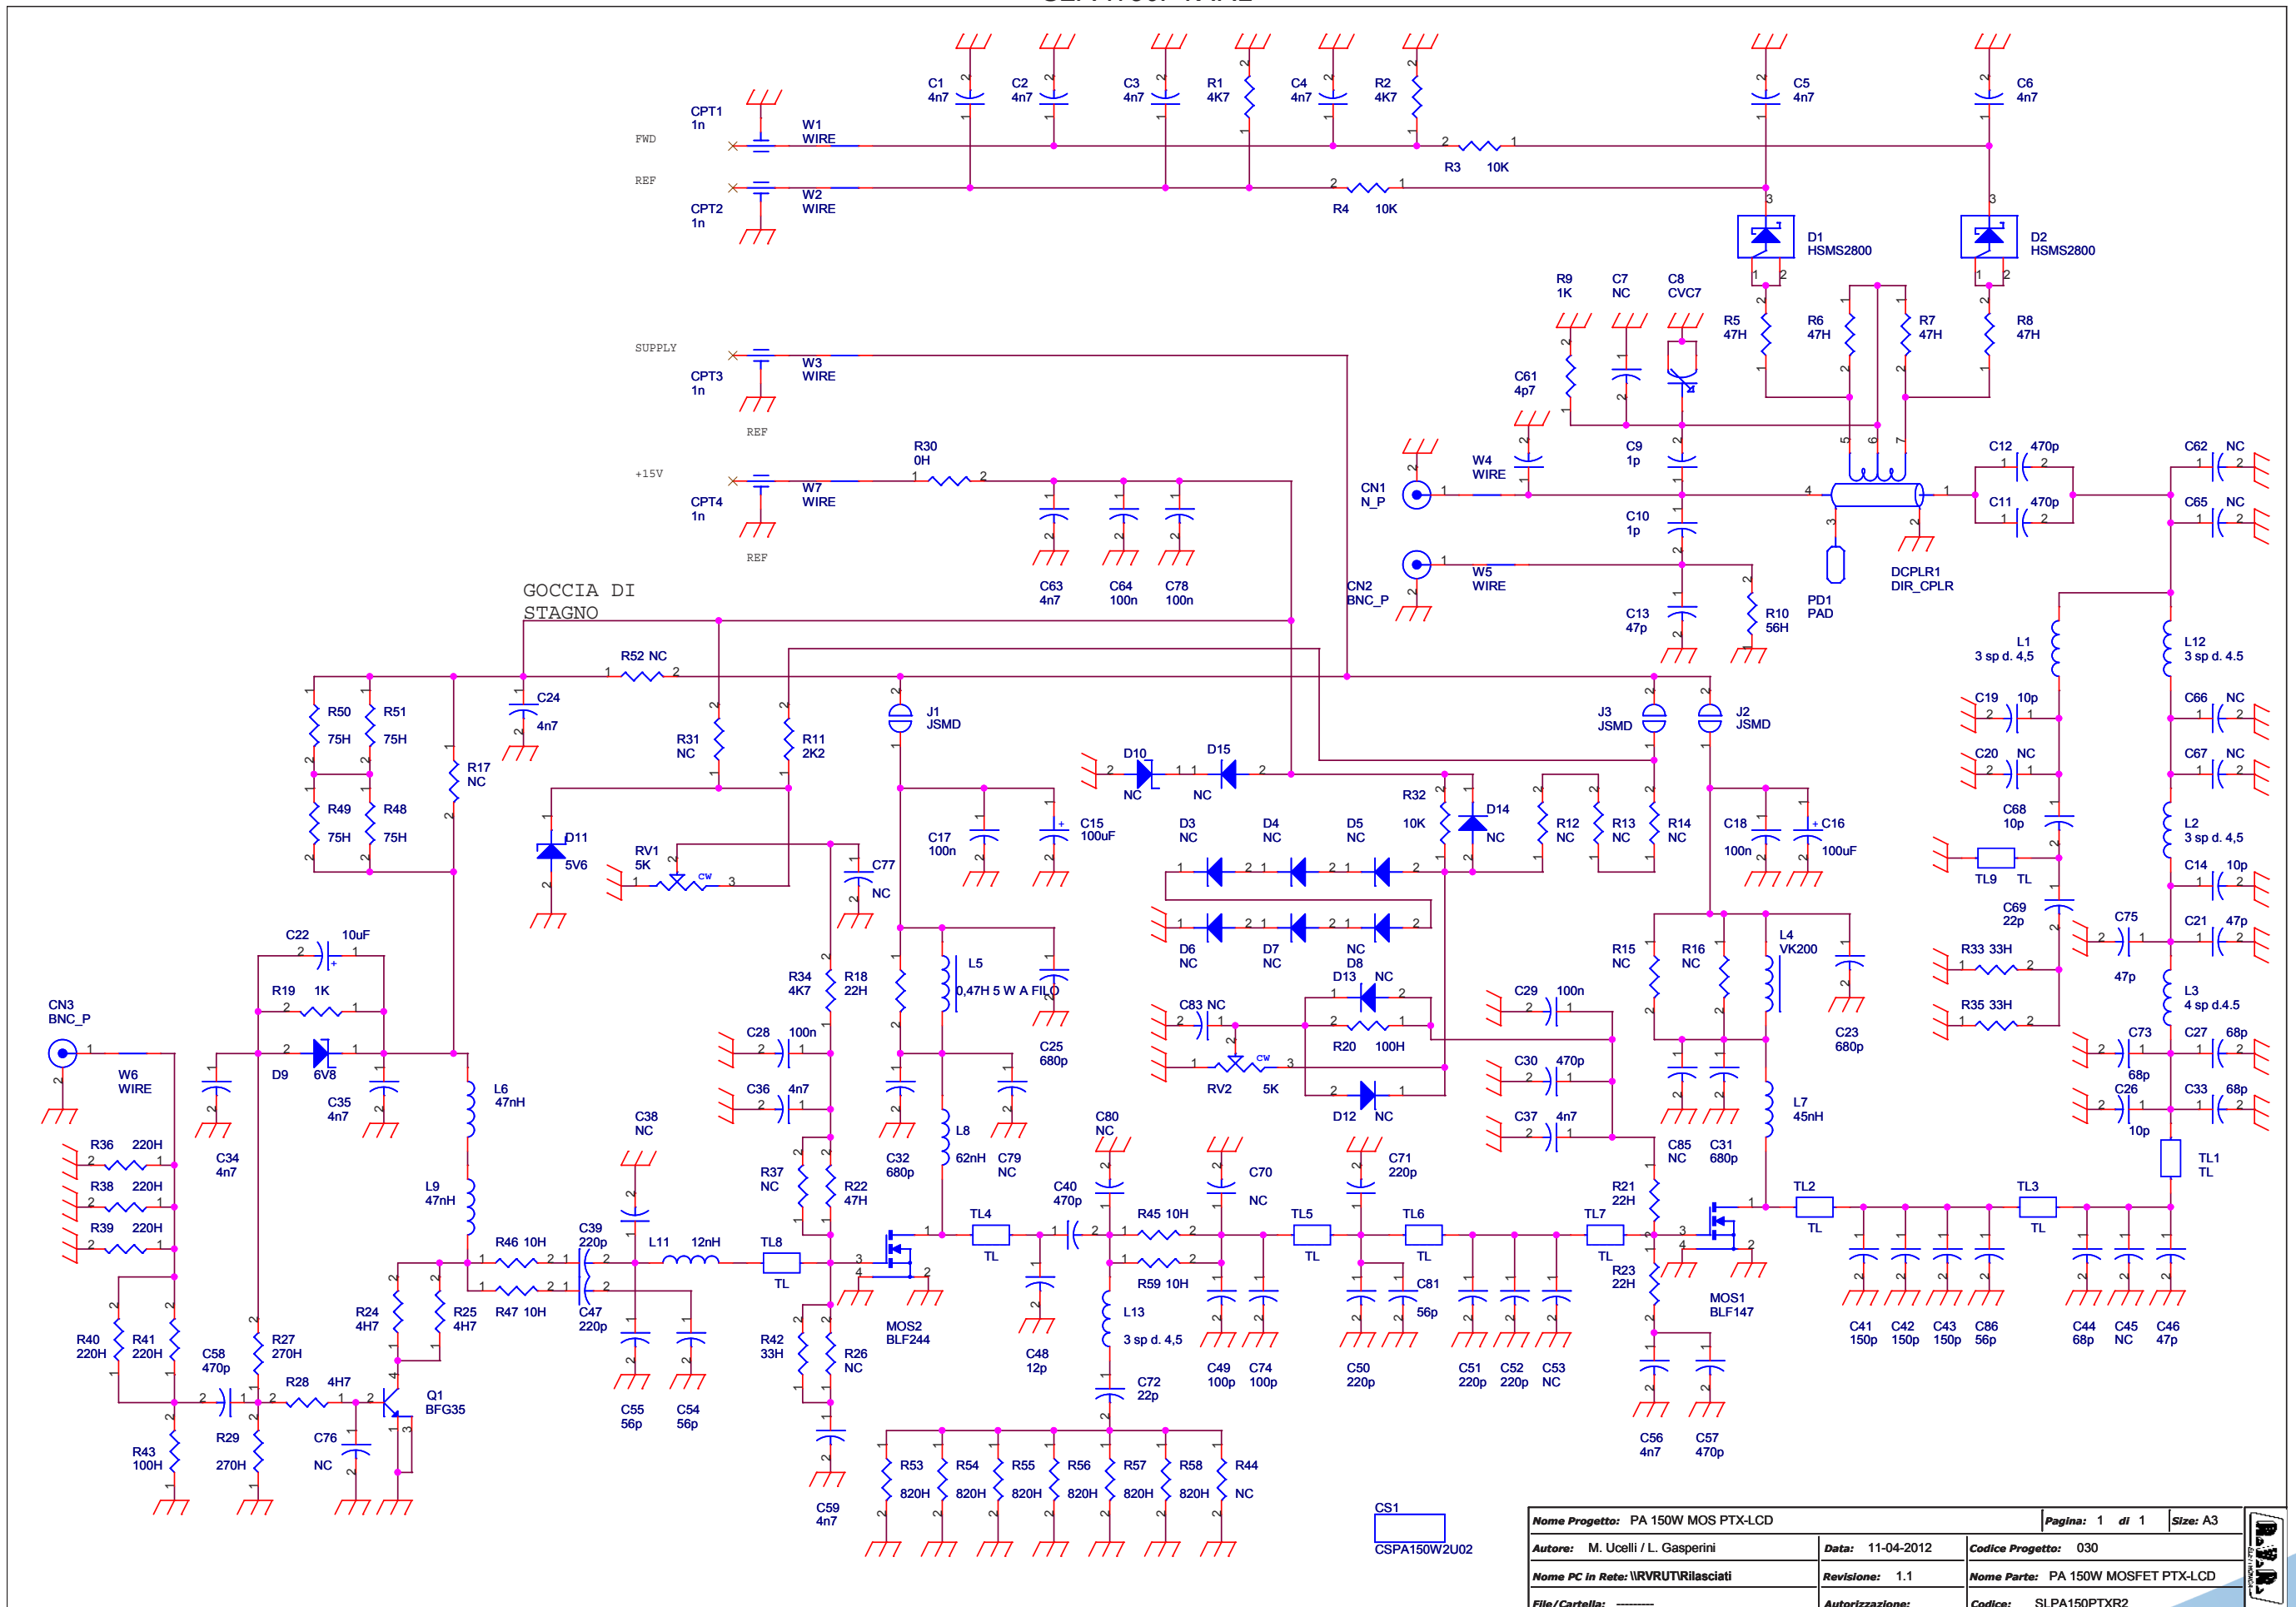 C1
4n7
C2
4n7
C3
4n7
R1
4K7
C4
4n7
R2
4K7
C5
4n7
C6
4n7
CPT1
1n
FWD
W1
WIRE
R3 10K
REF
CPT2
1n
W2
WIRE
R4 10K
D1
HSMS2800
D2
HSMS2800
R9
1K
C7
NC
C8
CVC7
R5
47H
R6
47H
R7
47H
R8
47H
SUPPLY
CPT3
1n
W3
WIRE
REF
C61
4p7
+15V
CPT4
1n
W7
WIRE
REF
R30
0H
C63
4n7
C64
100n
C78
100n
CN1
N_P
W4
WIRE
C9
1p
C10
1p
CN2
BNC_P
W5
WIRE
C13
47p
R10
56H
PD1
PAD
DCPLR1
DIR_CPLR
C12 470p
C11 470p
C62 NC
C65 NC
GOCCIA DI
STAGNO
R52 NC
C24
4n7
R50
75H
R51
75H
R49
75H
R48
75H
R17
NC
R31
NC
R11
2K2
J1
JSMD
J3
JSMD
J2
JSMD
L1
3 sp d. 4,5
L12
3 sp d. 4.5
C19 10p
C20 NC
C66 NC
C67 NC
C68
10p
L2
3 sp d. 4,5
TL9 TL
C14 10p
C69
22p
C75
47p
C21 47p
R33 33H
R35 33H
L3
4 sp d.4.5
C73
68p
C27 68p
C26
10p
C33 68p
TL1
TL
D10
NC
D15
NC
D11
5V6
RV1
5K
CW
C77
NC
C17
100n
C15
100uF
D3
NC
D4
NC
D5
NC
R32
10K
D14
NC
R12
NC
R13
NC
R14
NC
C18
100n
C16
100uF
D6
NC
D7
NC
NC
D8
D13 NC
R20 100H
C83 NC
RV2 5K
CW
D12 NC
R15
NC
R16
NC
L4
VK200
C23
680p
C29 100n
C30 470p
C37 4n7
C85
NC
C31
680p
L7
45nH
C22 10uF
R19 1K
D9 6V8
CN3
BNC_P
W6
WIRE
C34
4n7
C35
4n7
L6
47nH
L9
47nH
R34
4K7
R18
22H
L5
0,47H 5 W A FILO
C25
680p
C28 100n
C36 4n7
C32
680p
L8
62nH
C79
NC
R36 220H
R38 220H
R39 220H
R40
220H
R41
220H
C58
470p
R27
270H
R24
4H7
R25
4H7
R28 4H7
Q1
BFG35
R43
100H
R29
270H
C76
NC
R46 10H
R47 10H
C39
220p
C47
220p
C38
NC
L11 12nH
TL8
TL
C55
56p
C54
56p
R37
NC
R22
47H
R42
33H
R26
NC
C59
4n7
MOS2
BLF244
TL4
TL
C40
470p
C48
12p
C80
NC
R45 10H
R59 10H
L13
3 sp d. 4,5
C72
22p
C70
NC
C49
100p
C74
100p
TL5
TL
C71
220p
C50
220p
C81
56p
TL6
TL
C51
220p
C52
220p
C53
NC
TL7
TL
R21
22H
R23
22H
C56
4n7
C57
470p
MOS1
BLF147
TL2
TL
C41
150p
C42
150p
C43
150p
C86
56p
TL3
TL
C44
68p
C45
NC
C46
47p
R53
820H
R54
820H
R55
820H
R56
820H
R57
820H
R58
820H
R44
NC
CS1
CSPA150W2U02
Nome Progetto: PA 150W MOS PTX-LCD
Pagina: 1 di 1 Size: A3
Autore: M. Ucelli / L. Gasperini
Data: 11-04-2012
Codice Progetto: 030
Nome PC in Rete: \\RVRUT\Rilasciati
Revisione: 1.1
Nome Parte: PA 150W MOSFET PTX-LCD
File/Cartella: ---------
Autorizzazione:
Codice: SLPA150PTXR2
R.V.R.